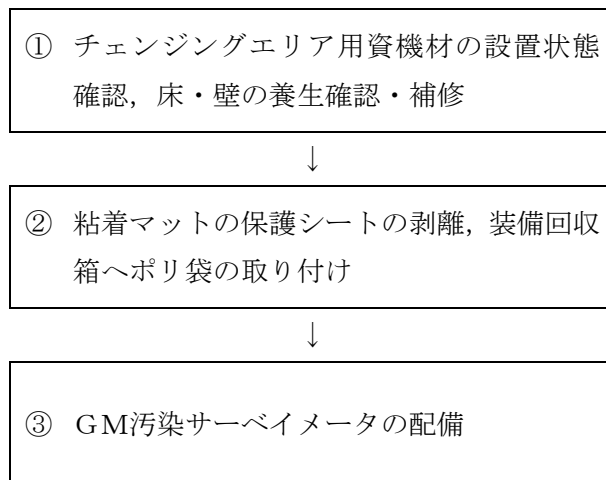 ① チェンジングエリア用資機材の設置状態
確認，床・壁の養生確認・補修
↓
② 粘着マットの保護シートの剥離，装備回収
箱へポリ袋の取り付け
↓
③ ＧＭ汚染サーベイメータの配備